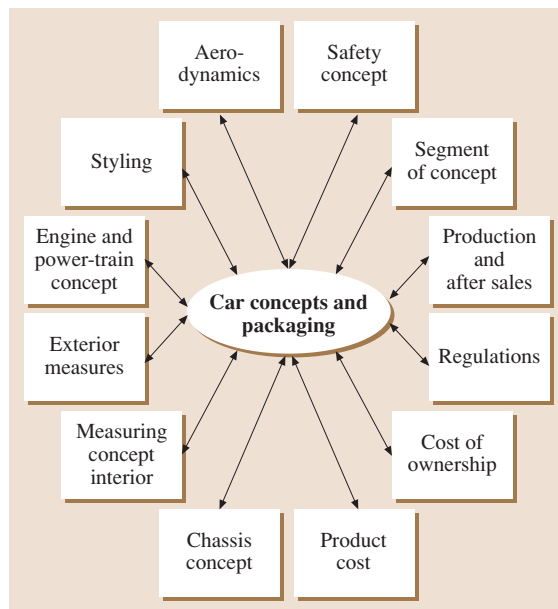 Aero-
dynamics
Safety
concept
Styling
Segment
of concept
Engine and
power-train
concept
Production
and
after sales
Car concepts and
packaging
Exterior
measures
Regulations
Measuring
concept
interior
Cost of
ownership
Chassis
concept
Product
cost